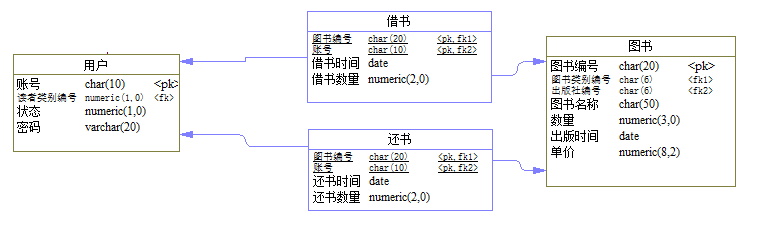 借书
图书编号 char(20) <pk,fk1>
账号 char(10) <pk,fk2>
借书时间 date
借书数量 numeric(2,0)
用户
账号 char(10) <pk>
读者类别编号 numeric(1,0) <fk>
状态 numeric(1,0)
密码 varchar(20)
图书
图书编号 char(20) <pk>
图书类别编号 char(6) <fk1>
出版社编号 char(6) <fk2>
图书名称 char(50)
数量 numeric(3,0)
出版时间 date
单价 numeric(8,2)
还书
图书编号 char(20) <pk,fk1>
账号 char(10) <pk,fk2>
还书时间 date
还书数量 numeric(2,0)